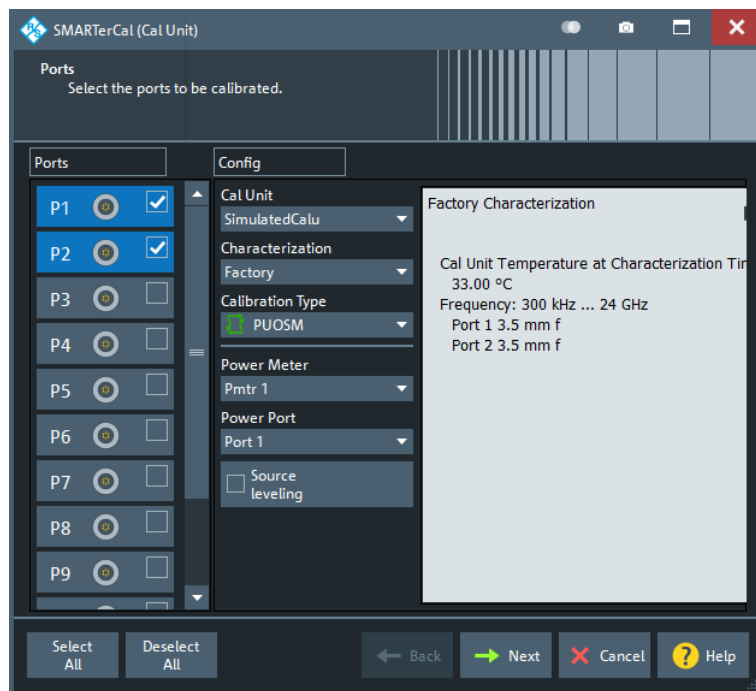 SMARTerCal (Cal Unit)
Ports
Select the ports to be calibrated.
Ports
Config
P1
P2
P3
P4
P5
P6
P7
P8
P9
Cal Unit
SimulatedCalu
Characterization
Factory
Calibration Type
PUOSM
Power Meter
Pmtr 1
Power Port
Port 1
Source
leveling
Factory Characterization
Cal Unit Temperature at Characterization
33.00 °C
Frequency: 300 kHz ... 24 GHz
Port 1 3.5 mm f
Port 2 3.5 mm f
Select
All
Deselect
All
Back
Next
Cancel
? Help